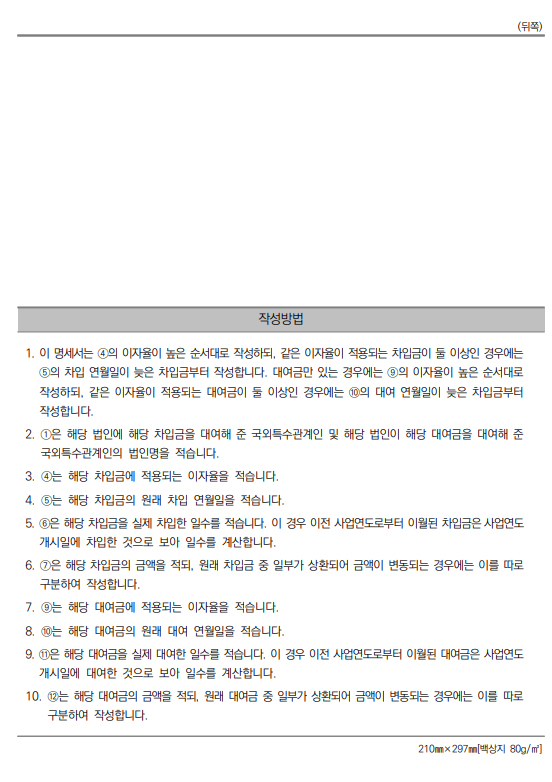 (뒤쪽)
작성방법
1. 이 명세서는 ④의 이자율이 높은 순서대로 작성하되, 같은 이자율이 적용되는 차입금이 둘 이상인 경우에는
⑤의 차입 연월일이 늦은 차입금부터 작성합니다. 대여금만 있는 경우에는 ⑨의 이자율이 높은 순서대로
작성하되, 같은 이자율이 적용되는 대여금이 둘 이상인 경우에는 ⑩의 대여 연월일이 늦은 차입금부터
작성합니다.
2. ①은 해당 법인에 해당 차입금을 대여해 준 국외특수관계인 및 해당 법인이 해당 대여금을 대여해 준
국외특수관계인의 법인명을 적습니다.
3. ④는 해당 차입금에 적용되는 이자율을 적습니다.
4. ⑤는 해당 차입금의 원래 차입 연월일을 적습니다.
5. ⑥은 해당 차입금을 실제 차입한 일수를 적습니다. 이 경우 이전 사업연도로부터 이월된 차입금은 사업연도
개시일에 차입한 것으로 보아 일수를 계산합니다.
6. ⑦은 해당 차입금의 금액을 적되, 원래 차입금 중 일부가 상환되어 금액이 변동되는 경우에는 이를 따로
구분하여 작성합니다.
7. ⑨는 해당 대여금에 적용되는 이자율을 적습니다.
8. ⑩는 해당 대여금의 원래 대여 연월일을 적습니다.
9. ⑪은 해당 대여금을 실제 대여한 일수를 적습니다. 이 경우 이전 사업연도로부터 이월된 대여금은 사업연도
개시일에 대여한 것으로 보아 일수를 계산합니다.
10. ⑫는 해당 대여금의 금액을 적되, 원래 대여금 중 일부가 상환되어 금액이 변동되는 경우에는 이를 따로
구분하여 작성합니다.
210㎜×297㎜[백상지 80g/㎡]